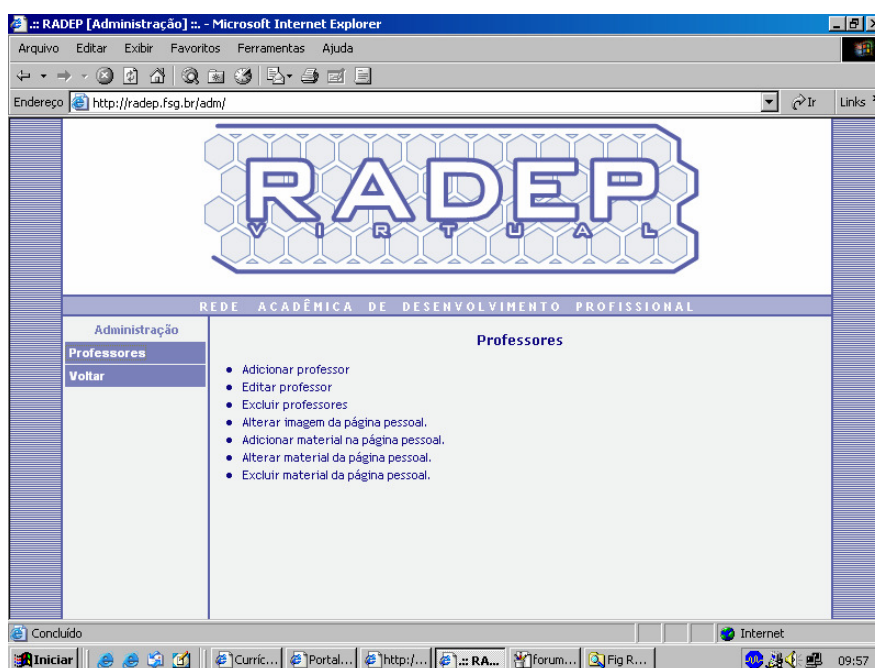 .:: RADEP [Administração] ::. - Microsoft Internet Explorer
Arquivo Editar Exibir Favoritos Ferramentas Ajuda
Endereço http://radep.fsg.br/adm/ Ir Links
RADEP
VIRTUAL
REDE ACADÊMICA DE DESENVOLVIMENTO PROFISSIONAL
Administração
Professores
Voltar
Professores
Adicionar professor
Editar professor
Excluir professores
Alterar imagem da página pessoal.
Adicionar material na página pessoal.
Alterar material da página pessoal.
Excluir material da página pessoal.
Concluído Internet
Iniciar Curríc... Portal... http:/... .:: RA... forum... Fig R... 09:57